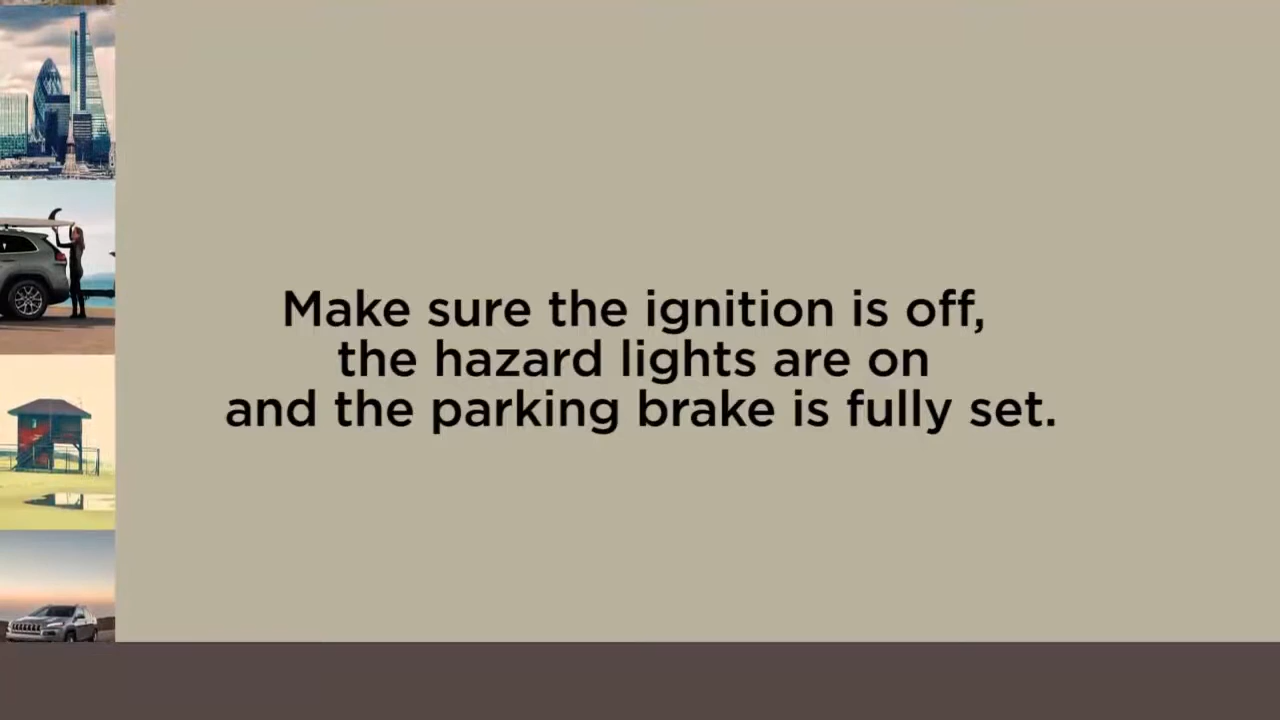 Make sure the ignition is off,
the hazard lights are on
and the parking brake is fully set.